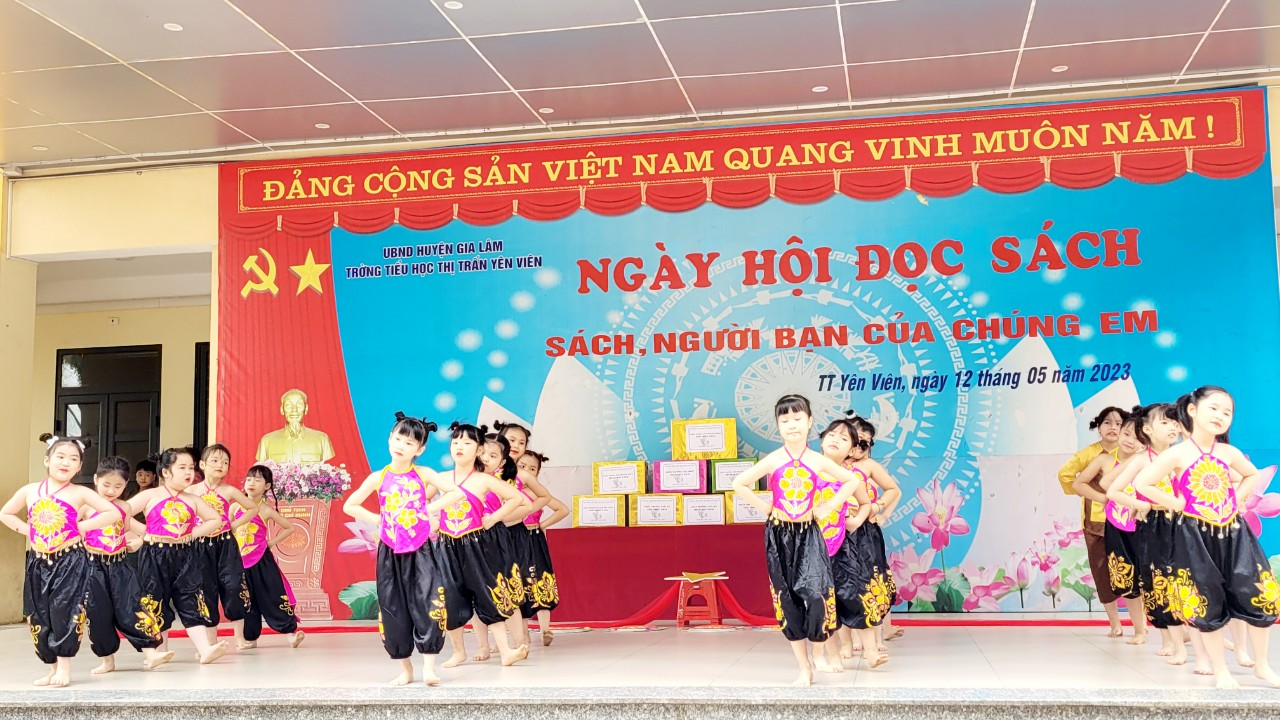 ĐẢNG CỘNG SẢN VIỆT NAM QUANG VINH MUÔN NĂM !
UBND HUYỆN GIA LÂM
TRỜNG TIỂU HỌC THỊ TRẤN YÊN VIÊN
NGÀY HỘI ĐỌC SÁCH
SÁCH, NGƯỜI BẠN CỦA CHÚNG EM
TT Yên Viên, ngày 12 tháng 05 năm 2023